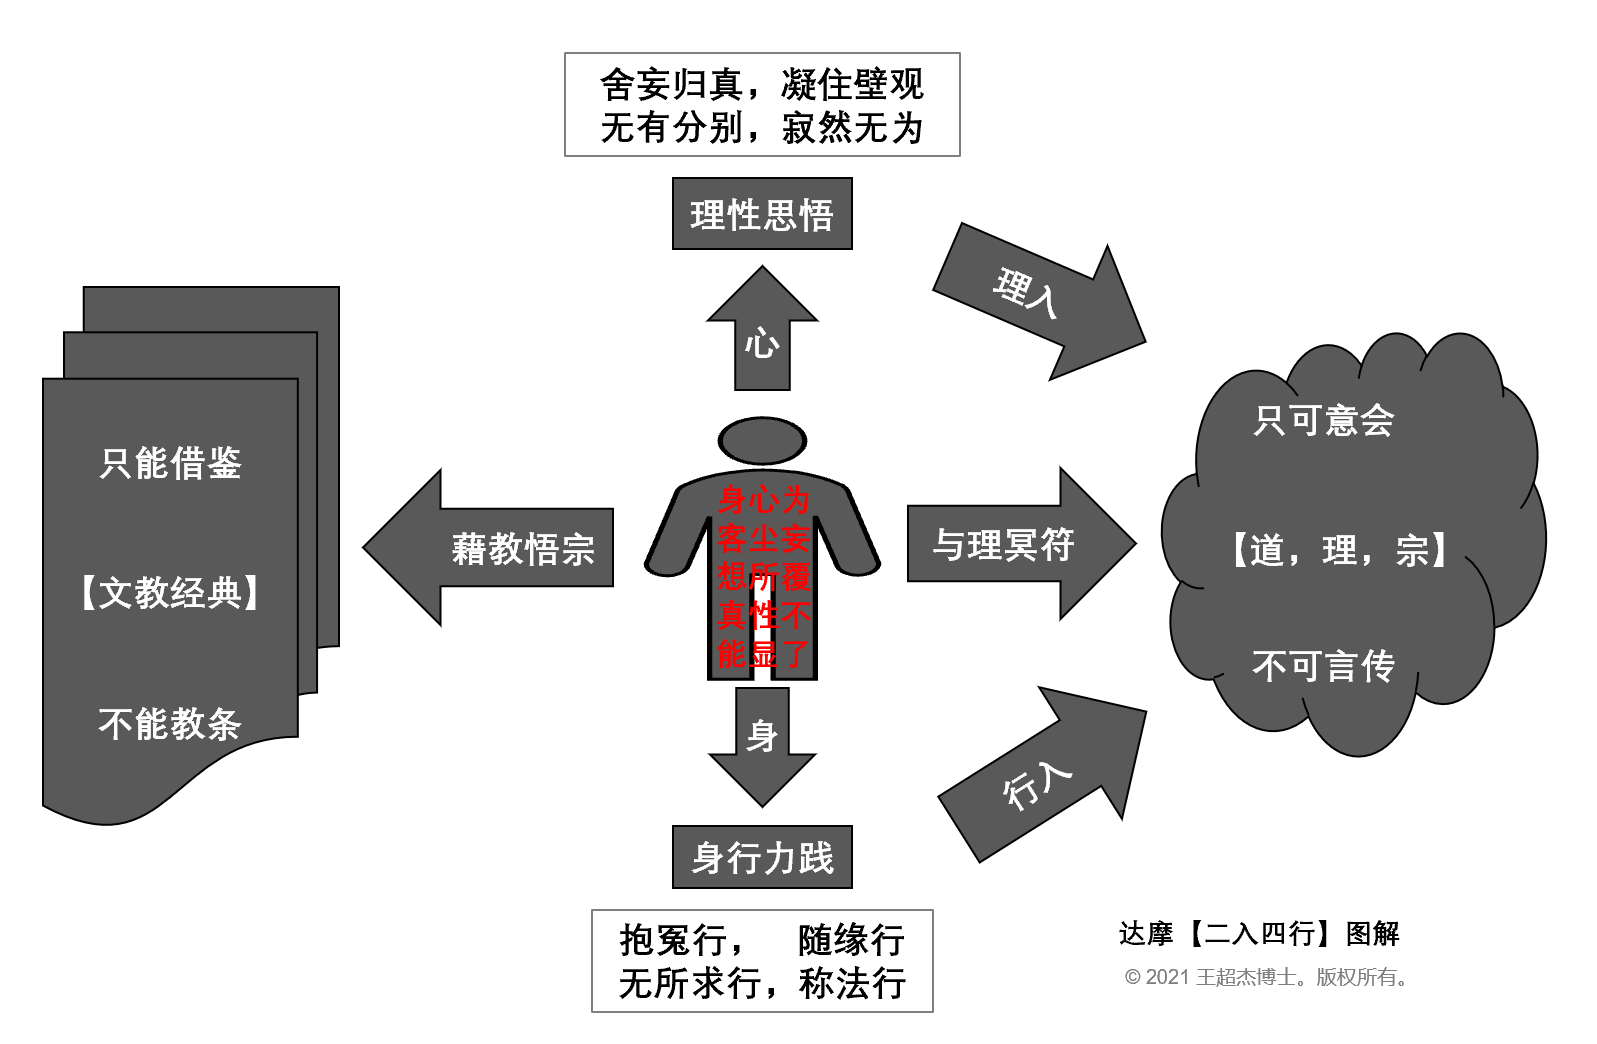 舍妄归真，凝住壁观
无有分别，寂然无为
理性思悟
心
理入
只能借鉴
【文教经典】
不能教条
藉教悟宗
身心为
客尘妄
想所覆
真性不
能显了
与理冥符
只可意会
【道，理，宗】
不可言传
身
行入
身行力践
抱冤行， 随缘行
无所求行，称法行
达摩【二入四行】图解
© 2021 王超杰博士。版权所有。